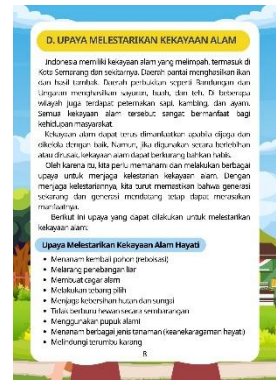 D. UPAYA MELESTARIKAN KEKAYAAN ALAM
Indonesia memiliki kekayaan alam yang melimpah, termasuk di
Kota Semarang dan sekitarnya. Daerah pantai menghasilkan ikan
dan hasil tambak. Daerah perbukitan seperti Bandungan dan
Ungaran menghasilkan sayuran, buah, dan teh. Di beberapa
wilayah juga terdapat peternakan sapi, kambing, dan ayam.
Semua kekayaan alam tersebut sangat bermanfaat bagi
kehidupan masyarakat.
Kekayaan alam dapat terus dimanfaatkan apabila dijaga dan
dikelola dengan baik. Namun, jika digunakan secara berlebihan
atau dirusak, kekayaan alam dapat berkurang bahkan habis.
Oleh karena itu, kita perlu memahami dan melakukan berbagai
upaya untuk menjaga kelestarian kekayaan alam. Dengan
menjaga kelestariannya, kita turut memastikan bahwa generasi
sekarang dan generasi mendatang tetap dapat merasakan
manfaatnya.
Berikut ini upaya yang dapat dilakukan untuk melestarikan
kekayaan alam:
Upaya Melestarikan Kekayaan Alam Hayati
• Menanam kembali pohon (reboisasi)
• Melarang penebangan liar
• Membuat cagar alam
• Melakukan tebang pilih
• Menjaga kebersihan hutan dan sungai
• Tidak berburu hewan secara sembarangan
• Menggunakan pupuk alami
• Menanam berbagai jenis tanaman (keanekaragaman hayati)
• Melindungi terumbu karang
8